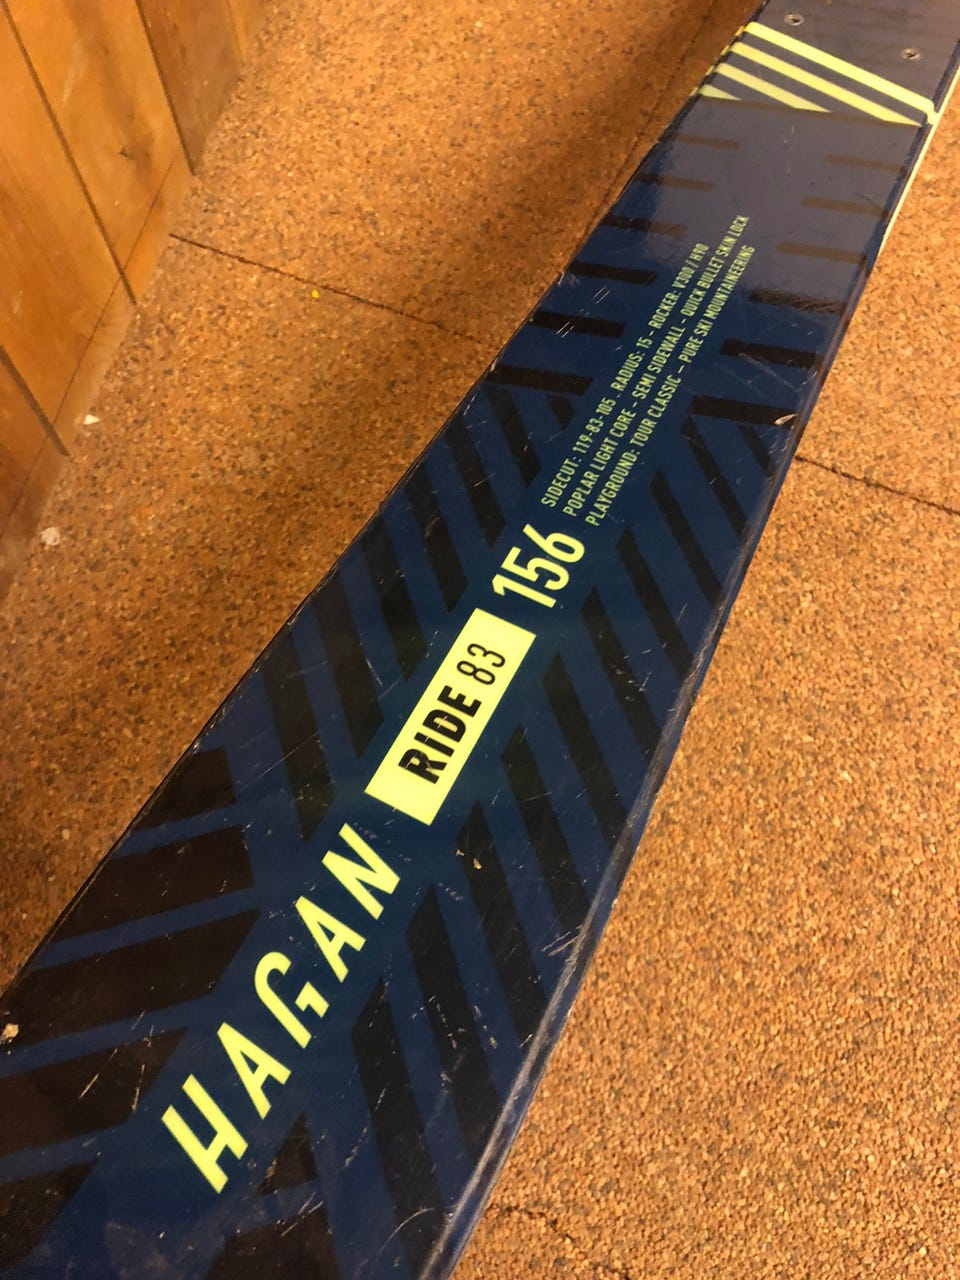 HAGAN
RIDE 83
156
SIDECUT: 119-83-105 . RADIUS: 15 - ROCKER: V300 / H90
POPLAR LIGHT CORE - SEMI SIDEWALL - QUICK BULLET SKIN LOCK
PLAYGROUND: TOUR CLASSIC - PURE SKI MOUNTAINEERING